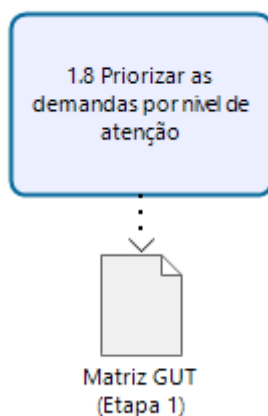 1.8 Priorizar as
demandas por nível de
atenção
Matriz GUT
(Etapa 1)